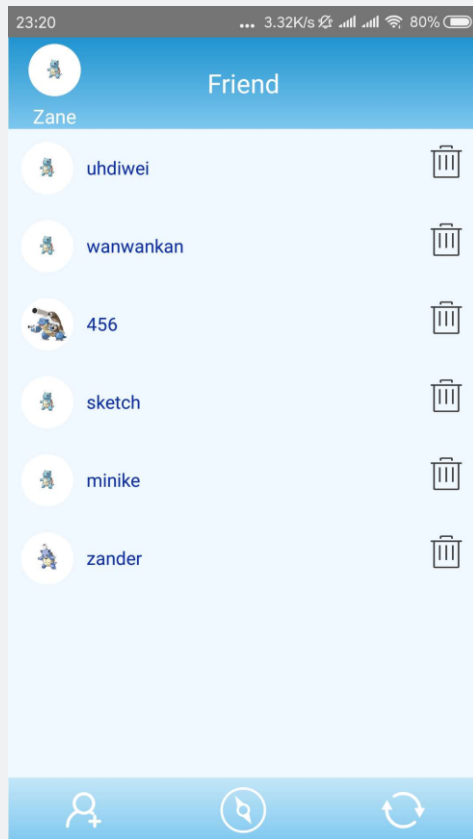 23:20 ... 3.32K/s 80%
Friend
Zane
uhdiwei
wanwankan
456
sketch
minike
zander